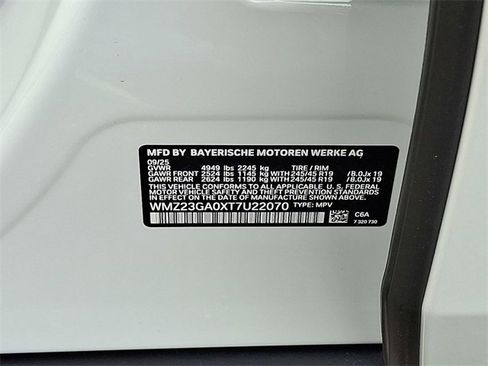 MFD BY BAYERISCHE MOTOREN WERKE AG
09/25
GVWR 4949 lbs 2245 kg TIRE / RIM
GAWR FRONT 2524 lbs 1145 kg WITH 245/45 R19 / 8.0Jx 19
GAWR REAR 2624 lbs 1190 kg WITH 245/45 R19 / 8.0Jx 19
THIS VEHICLE CONFORMS TO ALL APPLICABLE
U.S. FEDERAL MOTOR VEHICLE SAFETY STANDARDS
IN EFFECT ON THE DATE OF MANUFACTURE SHOWN ABOVE.
WMZ23GA0XT7U22070 TYPE: MPV
C6A
7 320 730